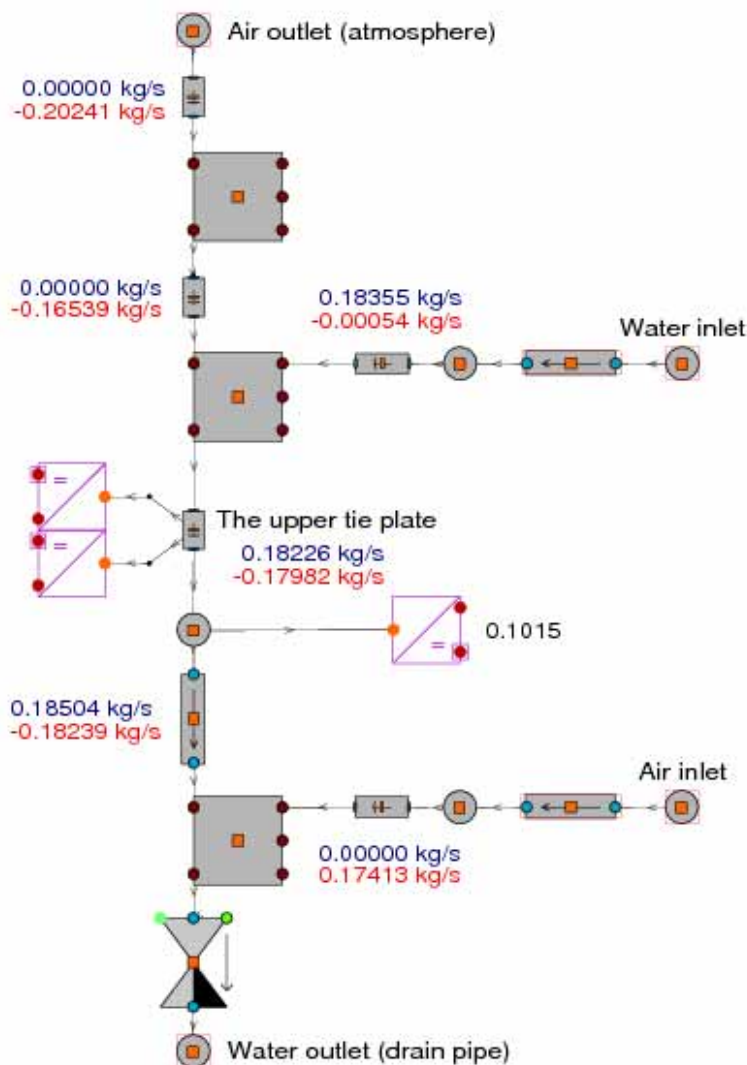 Air outlet (atmosphere)
0.00000 kg/s
-0.20241 kg/s
0.00000 kg/s
-0.16539 kg/s
0.18355 kg/s
-0.00054 kg/s
Water inlet
=
=
The upper tie plate
0.18226 kg/s
-0.17982 kg/s
=
0.1015
0.18504 kg/s
-0.18239 kg/s
Air inlet
0.00000 kg/s
0.17413 kg/s
Water outlet (drain pipe)